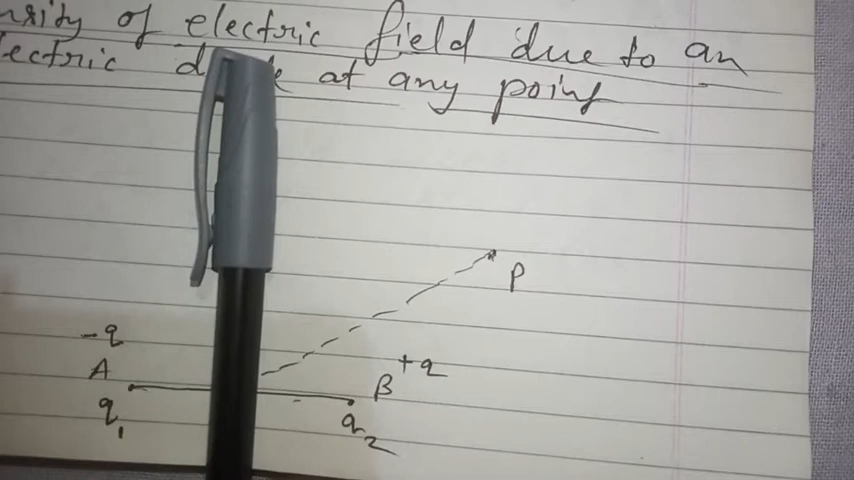 of electric field due to an
at any point
P
-q
A
B +q
q1
q2